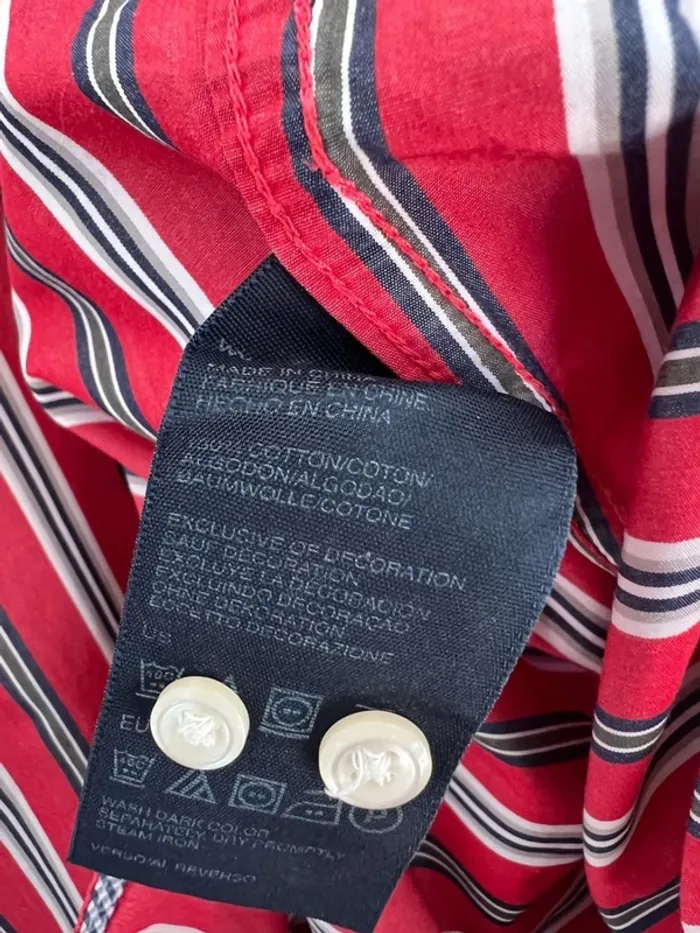 MADE IN CHINA
FABRIQUE EN CHINE
HECHO EN CHINA
100% COTTON/COTON/
ALGODON/ALGODAO/
BAUMWOLLE/COTONE
EXCLUSIVE OF DECORATION
SAUF DECORATION
EXCLUYE LA DECORACIO
EXCLUINDO DECORACAO
OHNE DEKORATION
ECCETTO DECORAZIONE
US
EU
WASH DARK COLOR
SEPARATELY. DRY PROMPTLY
STEAM IRON
VERSO/AL REVERSO